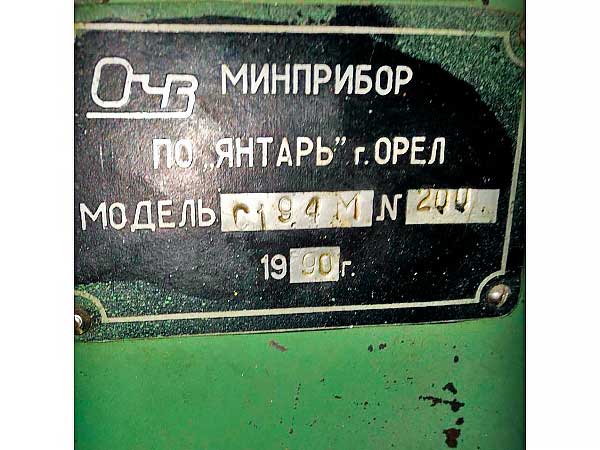 ОЧЗ МИНПРИБОР
ПО „ЯНТАРЬ" г. ОРЕЛ
МОДЕЛЬ С194М № 200
1990 г.